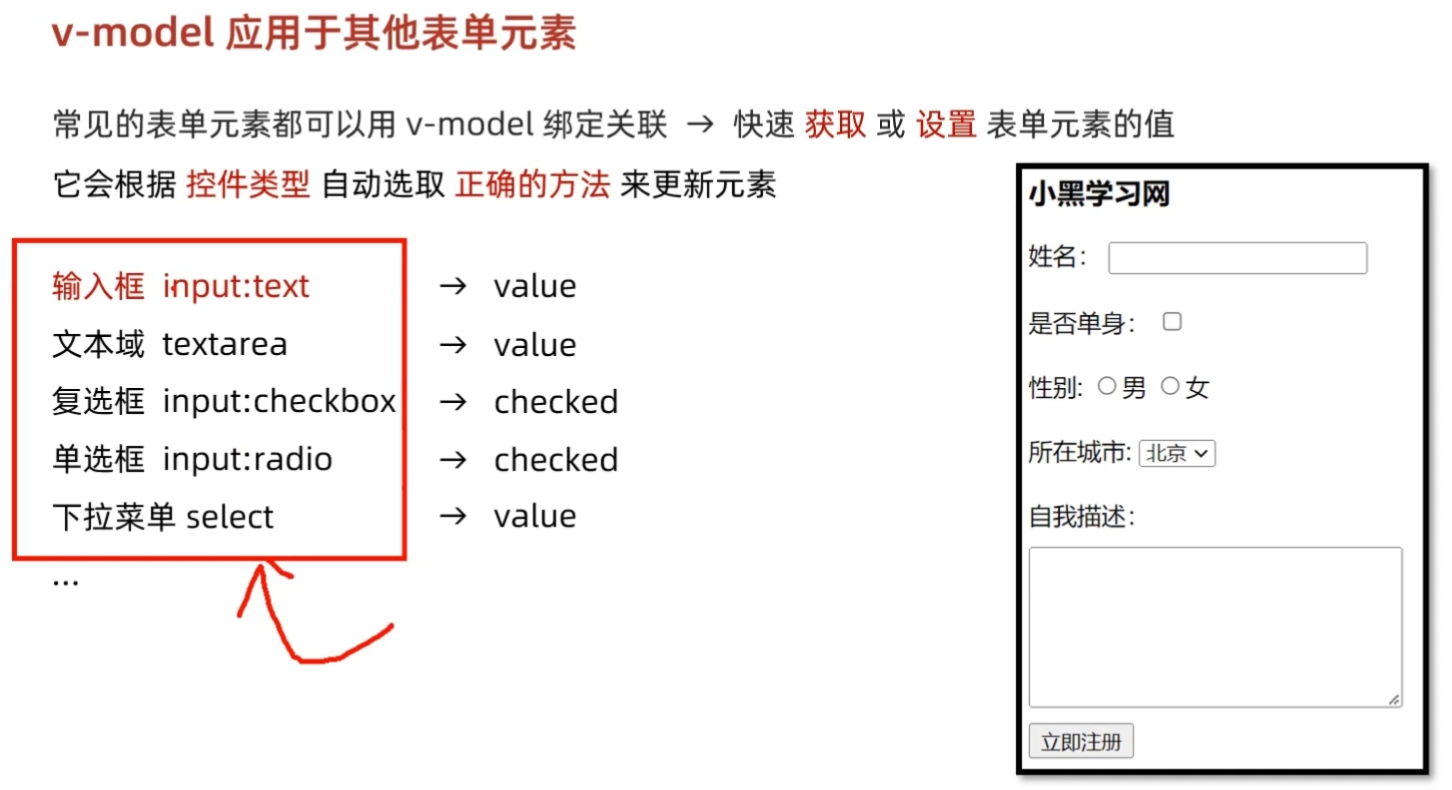 v-model 应用于其他表单元素
常见的表单元素都可以用 v-model 绑定关联 → 快速 获取 或 设置 表单元素的值
它会根据 控件类型 自动选取 正确的方法 来更新元素
输入框 input:text → value
文本域 textarea → value
复选框 input:checkbox → checked
单选框 input:radio → checked
下拉菜单 select → value
...
小黑学习网
姓名：
是否单身：
性别: 男 女
所在城市: 北京
自我描述：
立即注册